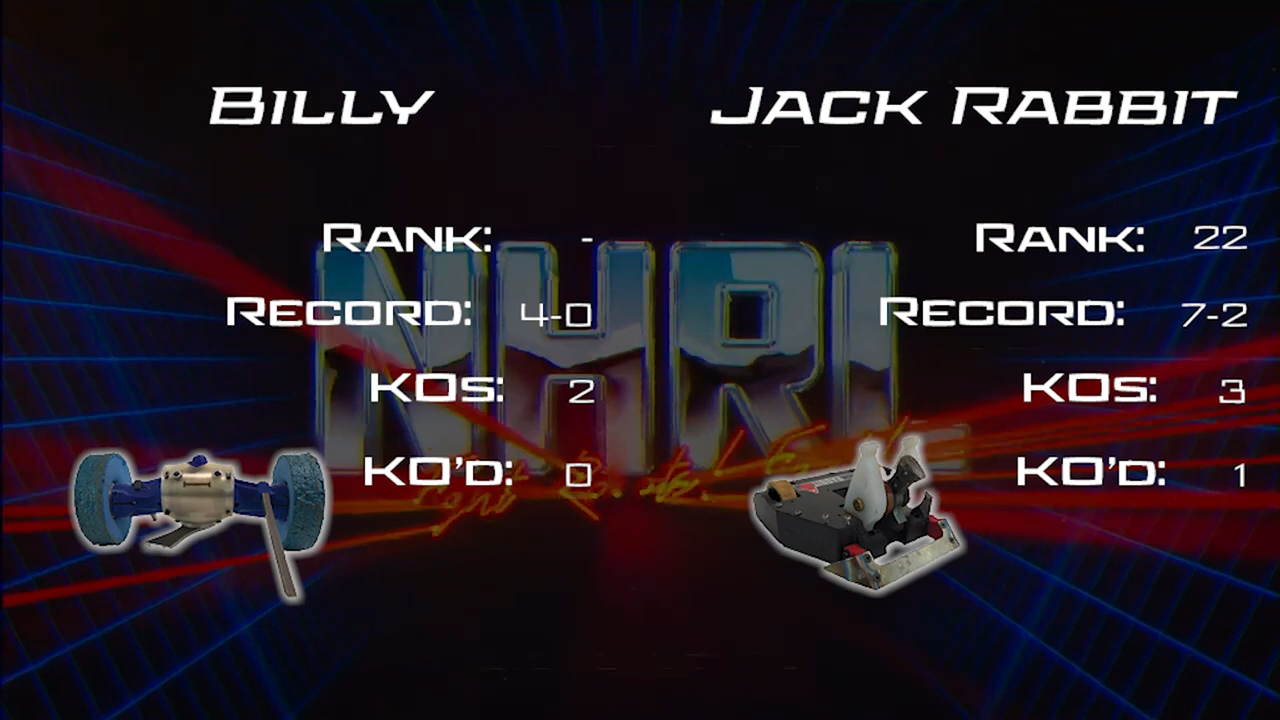 Billy
Rank: -
Record: 4-0
KOs: 2
KO'd: 0
Jack Rabbit
Rank: 22
Record: 7-2
KOs: 3
KO'd: 1
NHRL